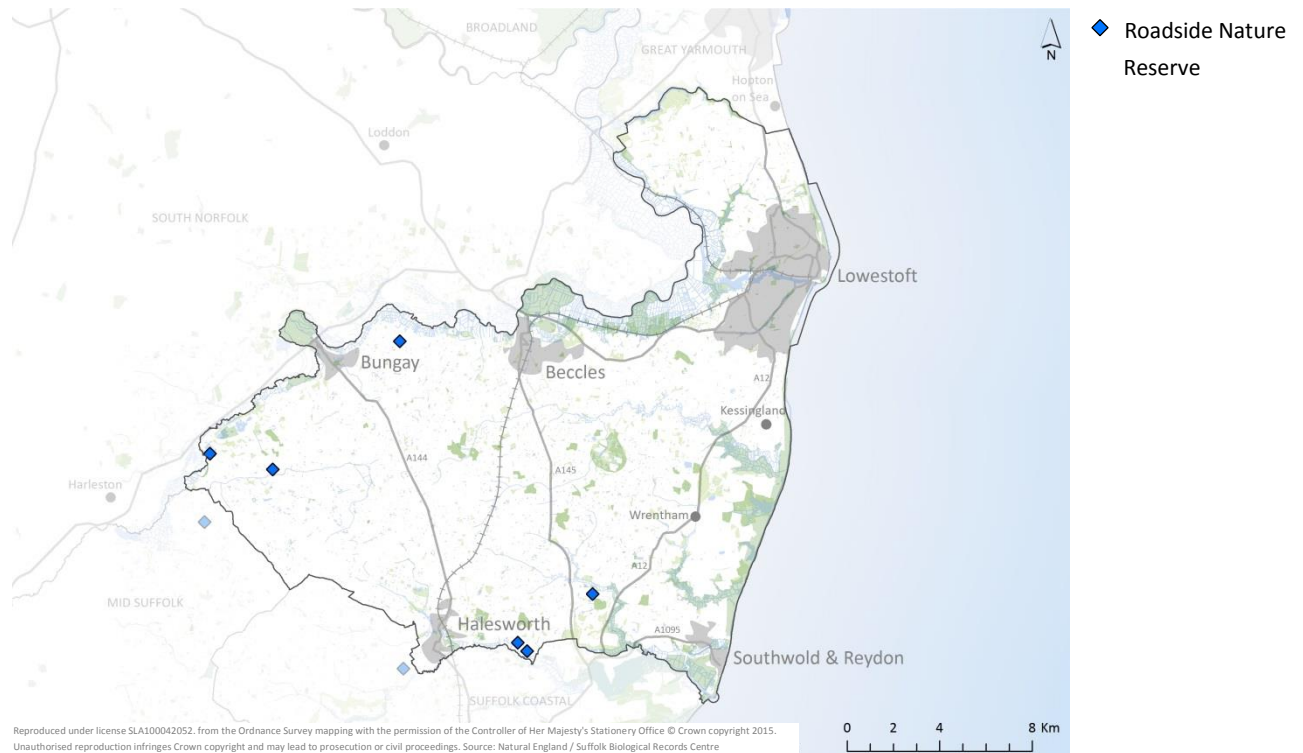 BROADLAND
GREAT YARMOUTH
N
Roadside Nature
Reserve
Hopton
on Sea
Loddon
SOUTH NORFOLK
Lowestoft
Bungay
Beccles
A12
Kessingland
A144
A145
Harleston
Wrentham
A12
MID SUFFOLK
Halesworth
A1095
Southwold & Reydon
SUFFOLK COASTAL
0 2 4 6 8 Km
Reproduced under license SLA100042052. from the Ordnance Survey mapping with the permission of the Controller of Her Majesty's Stationery Office © Crown copyright 2015.
Unauthorised reproduction infringes Crown copyright and may lead to prosecution or civil proceedings. Source: Natural England / Suffolk Biological Records Centre